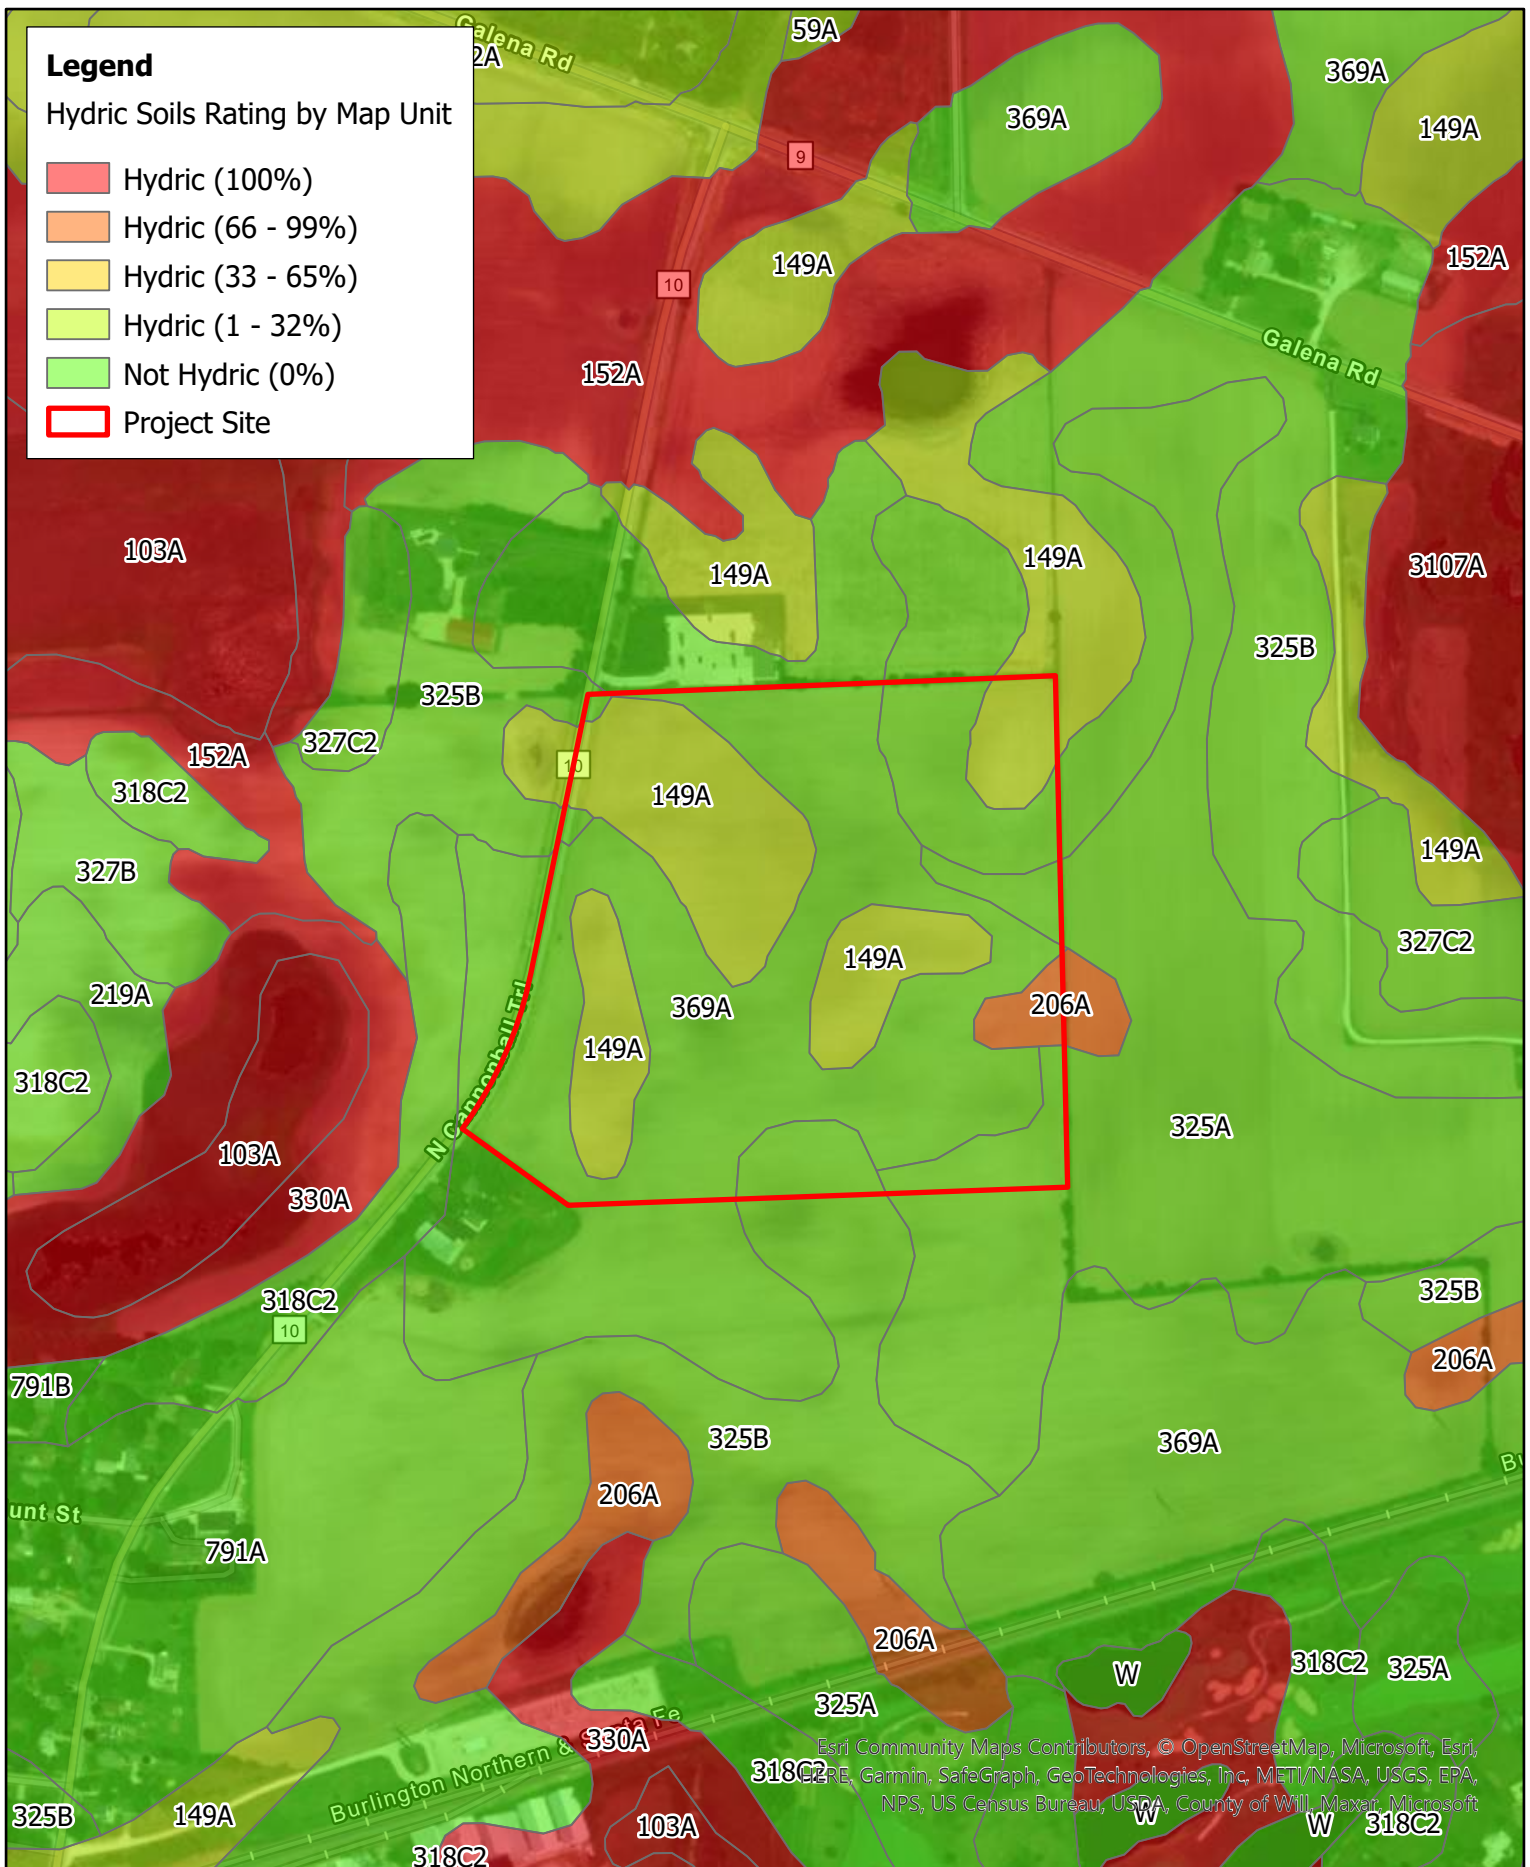 Legend
Hydric Soils Rating by Map Unit
Hydric (100%)
Hydric (66 - 99%)
Hydric (33 - 65%)
Hydric (1 - 32%)
Not Hydric (0%)
Project Site
Galena Rd
2A
59A
369A
369A
149A
9
152A
149A
10
Galena Rd
152A
103A
149A
149A
3107A
325B
325B
327C2
152A
10
318C2
149A
149A
327B
327C2
149A
219A
369A
206A
149A
318C2
N Cannonball Trl
325A
103A
330A
318C2
325B
10
206A
791B
325B
369A
Bu
206A
unt St
791A
206A
318C2
325A
W
325A
Burlington Northern & Santa Fe
330A
318C2
Esri Community Maps Contributors, © OpenStreetMap, Microsoft, Esri,
HERE, Garmin, SafeGraph, GeoTechnologies, Inc, METI/NASA, USGS, EPA,
NPS, US Census Bureau, USDA, County of Will, Maxar, Microsoft
325B
149A
103A
W
W
318C2
318C2